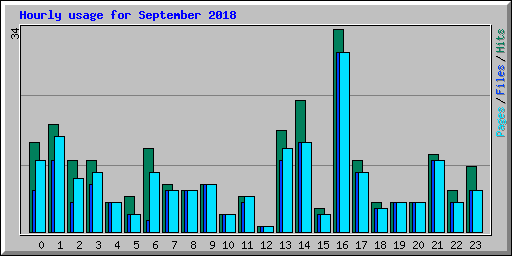 Hourly usage for September 2018
34
Pages/Files/Hits
0 1 2 3 4 5 6 7 8 9 10 11 12 13 14 15 16 17 18 19 20 21 22 23